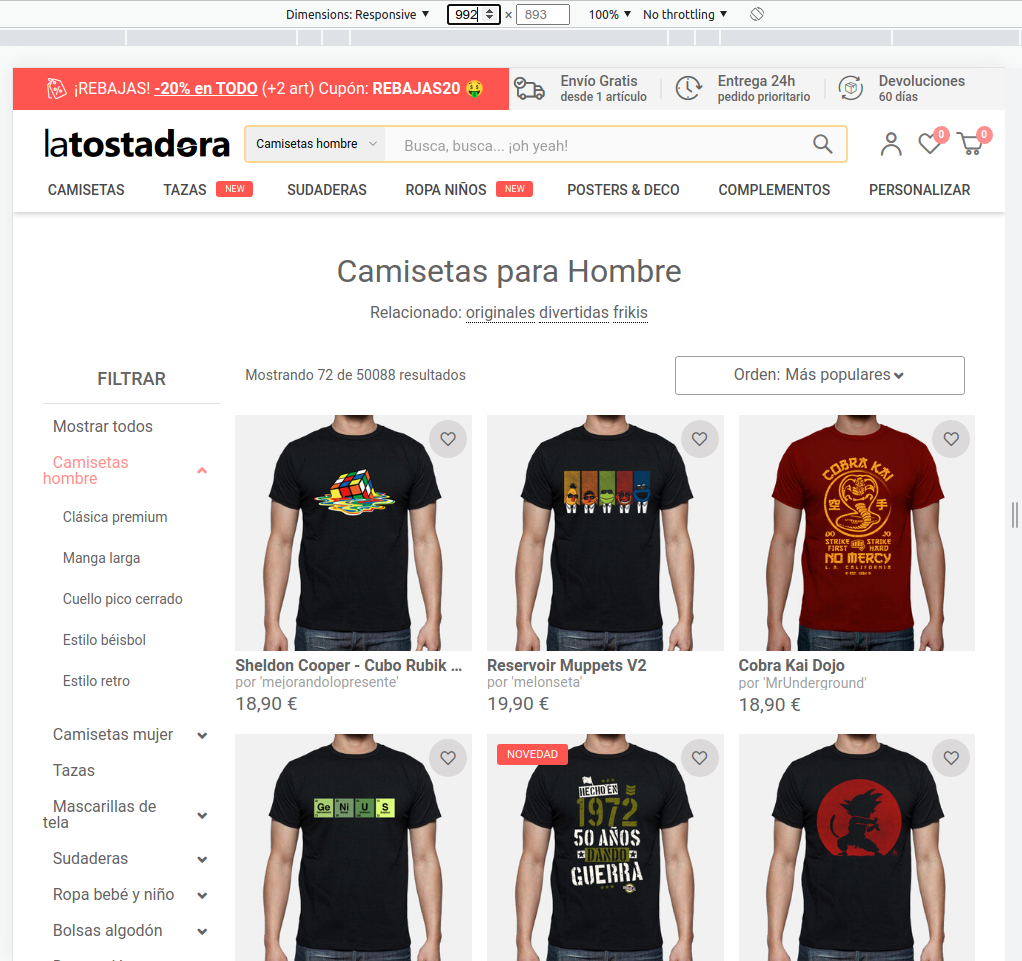 Dimensions: Responsive 992 × 893 100% No throttling
¡REBAJAS! -20% en TODO (+2 art) Cupón: REBAJAS20
Envío Gratis
desde 1 artículo
Entrega 24h
pedido prioritario
Devoluciones
60 días
latostadora
Camisetas hombre
Busca, busca... ¡oh yeah!
0
0
CAMISETAS TAZAS NEW SUDADERAS ROPA NIÑOS NEW POSTERS & DECO COMPLEMENTOS PERSONALIZAR
Camisetas para Hombre
Relacionado: originales divertidas frikis
FILTRAR
Mostrar todos
Camisetas
hombre
Clásica premium
Manga larga
Cuello pico cerrado
Estilo béisbol
Estilo retro
Camisetas mujer
Tazas
Mascarillas de
tela
Sudaderas
Ropa bebé y niño
Bolsas algodón
Mostrando 72 de 50088 resultados
Orden: Más populares
COBRA KAI
空 手
DO JO
STRIKE STRIKE
FIRST HARD
NO MERCY
L.A. CALIFORNIA
Sheldon Cooper - Cubo Rubik ...
por 'mejorandolopresente'
18,90 €
Reservoir Muppets V2
por 'melonseta'
19,90 €
Cobra Kai Dojo
por 'MrUnderground'
18,90 €
Ge Ni U S
NOVEDAD
HECHO EN
1972
50 AÑOS
DANDO
GUERRA